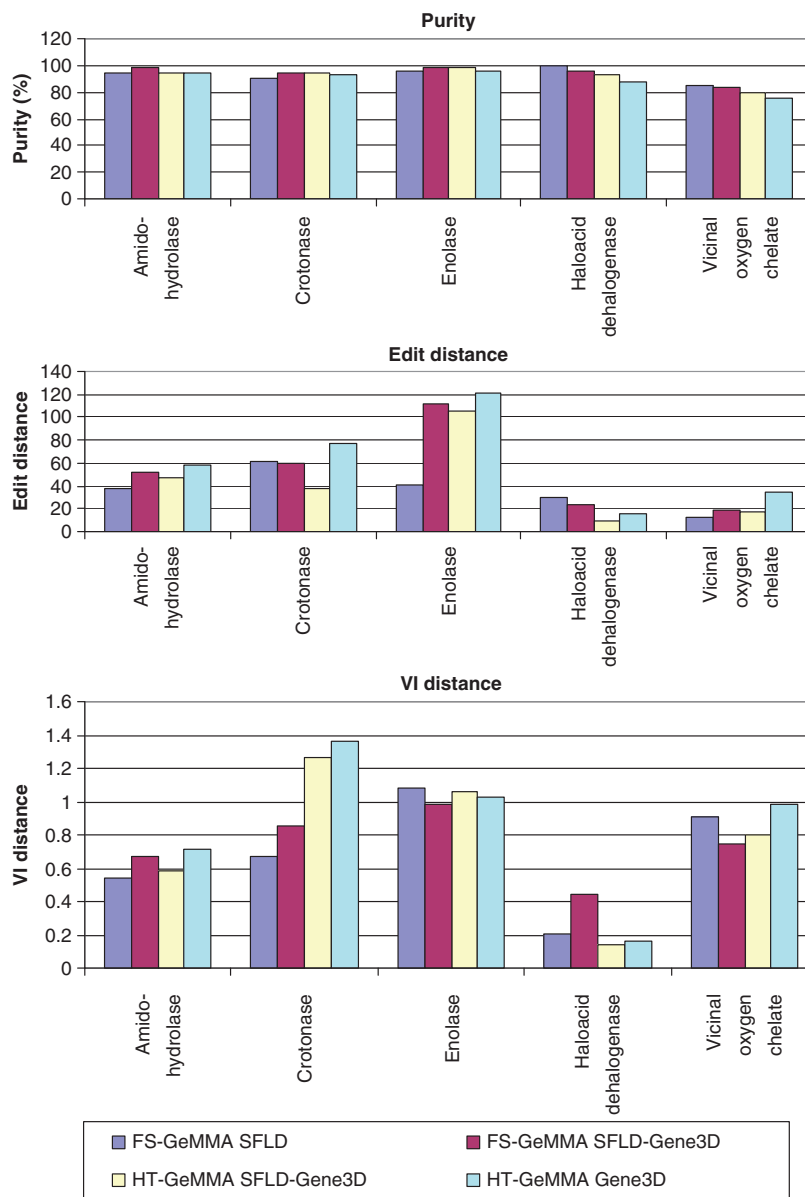 Purity
Purity (%)
120
100
80
60
40
20
0
Amido-
hydrolase
Crotonase
Enolase
Haloacid
dehalogenase
Vicinal
oxygen
chelate
Edit distance
Edit distance
140
120
100
80
60
40
20
0
Amido-
hydrolase
Crotonase
Enolase
Haloacid
dehalogenase
Vicinal
oxygen
chelate
VI distance
VI distance
1.6
1.4
1.2
1
0.8
0.6
0.4
0.2
0
Amido-
hydrolase
Crotonase
Enolase
Haloacid
dehalogenase
Vicinal
oxygen
chelate
FS-GeMMA SFLD
FS-GeMMA SFLD-Gene3D
HT-GeMMA SFLD-Gene3D
HT-GeMMA Gene3D